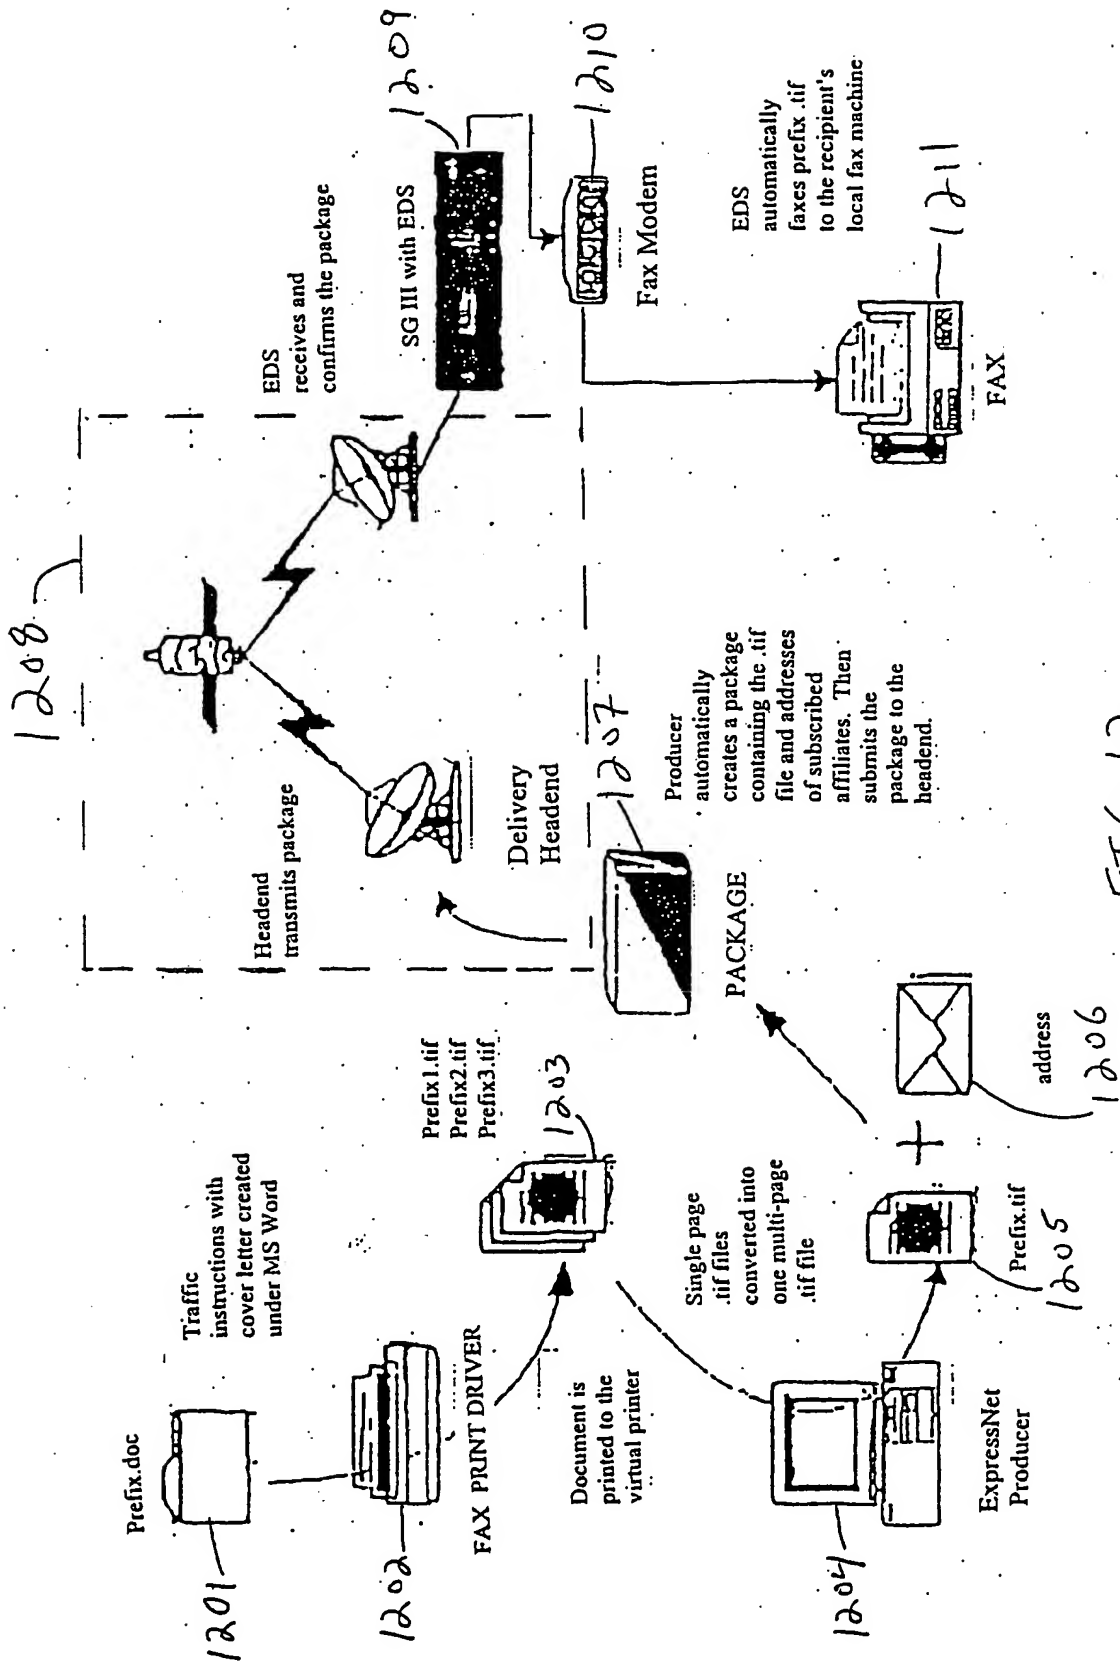 1208
Headend
transmits package
Delivery
Headend
EDS
receives and
confirms the package
SG III with EDS
1209
1210
Fax Modem
EDS
automatically
faxes prefix .tif
to the recipient's
local fax machine
1211
FAX
Prefix.doc
1201
Traffic
instructions with
cover letter created
under MS Word
1202
FAX PRINT DRIVER
Document is
printed to the
virtual printer
Prefix1.tif
Prefix2.tif
Prefix3.tif
1203
Single page
.tif files
converted into
one multi-page
.tif file
1204
ExpressNet
Producer
Prefix.tif
1205
+
address
1206
PACKAGE
1207
Producer
automatically
creates a package
containing the .tif
file and addresses
of subscribed
affiliates. Then
submits the
package to the
headend.